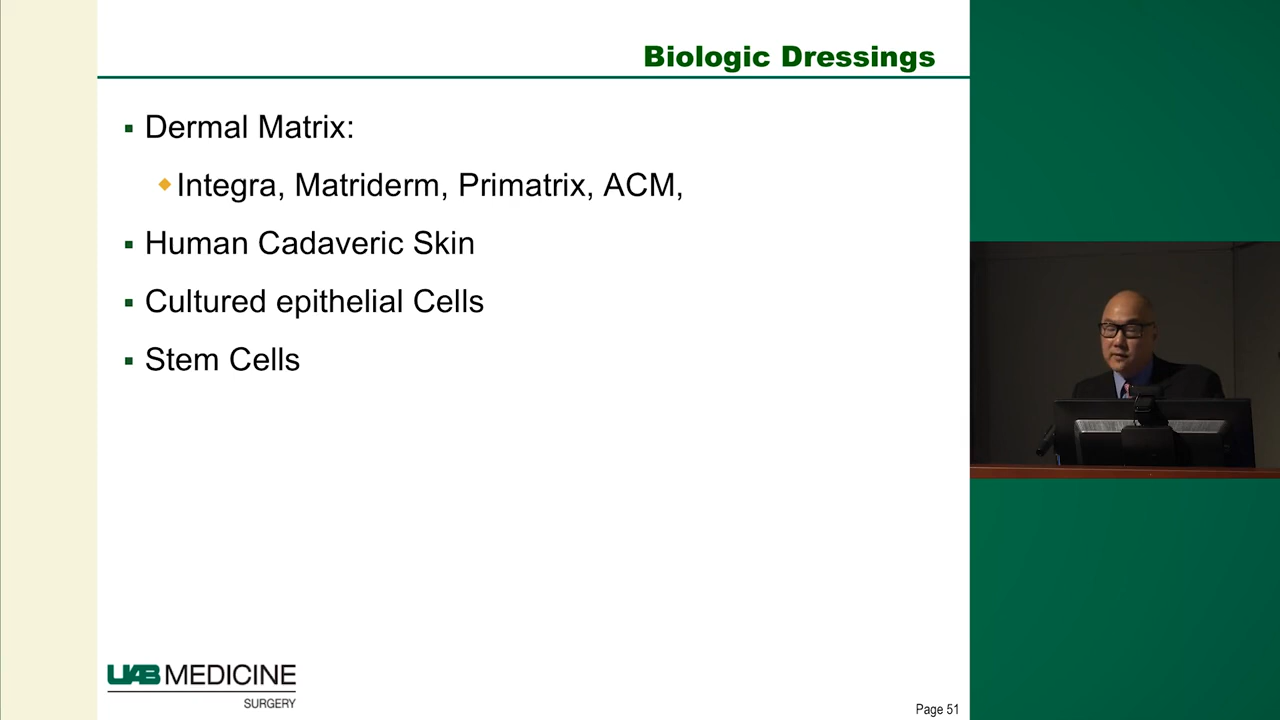 Biologic Dressings
Dermal Matrix:
Integra, Matriderm, Primatrix, ACM,
Human Cadaveric Skin
Cultured epithelial Cells
Stem Cells
UAB MEDICINE
SURGERY
Page 51